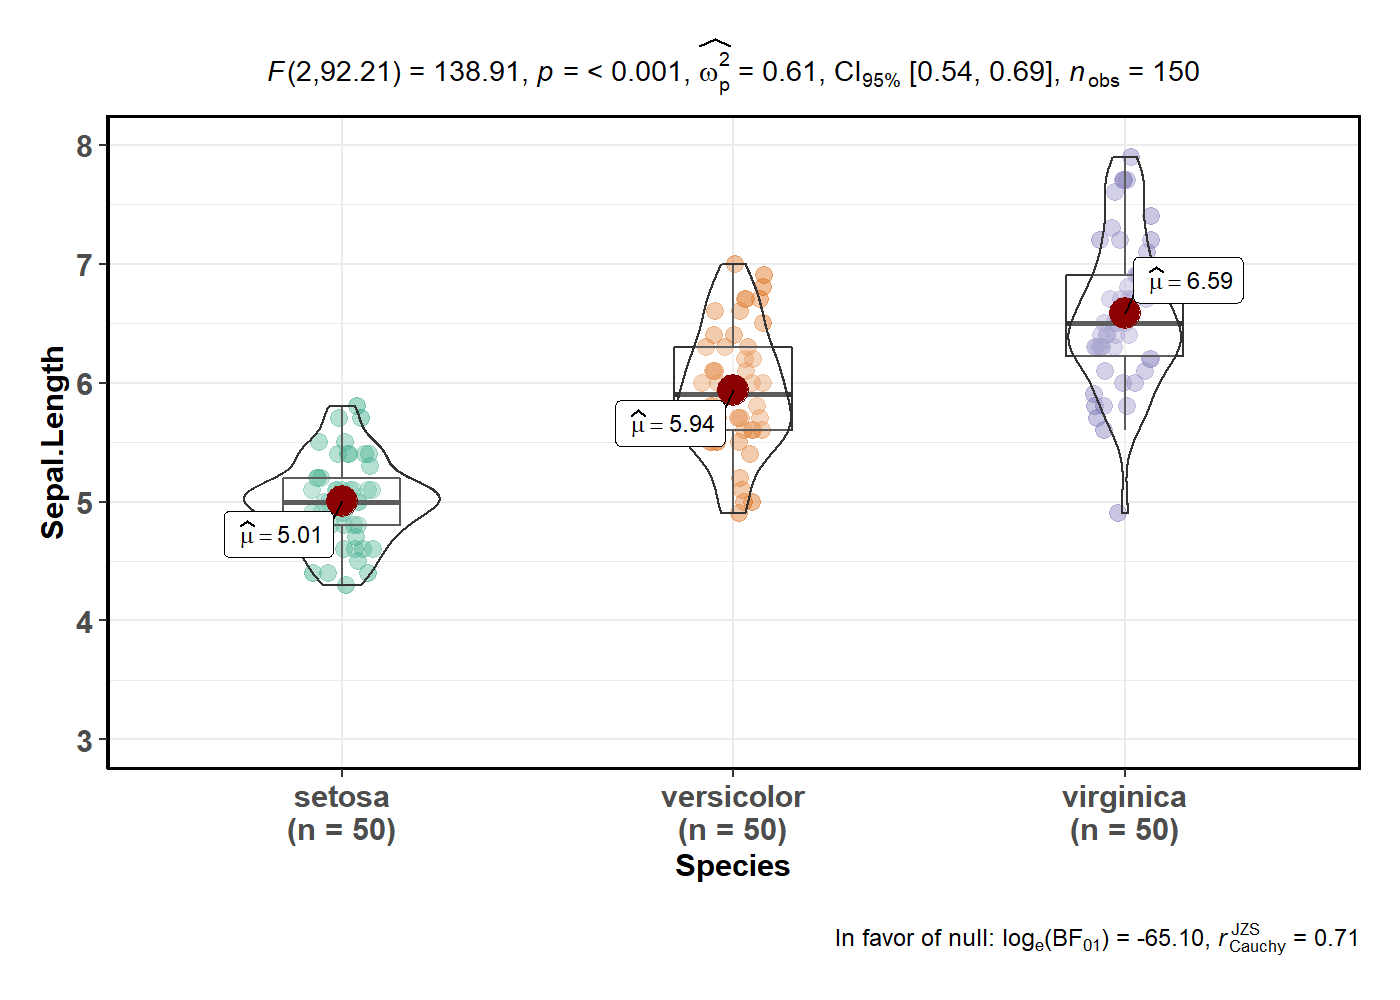 F(2,92.21) = 138.91, p = < 0.001, ω̂²ₚ = 0.61, CI95% [0.54, 0.69], nobs = 150
8
7
6
5
4
3
Sepal.Length
μ̂ = 5.01
μ̂ = 5.94
μ̂ = 6.59
setosa
(n = 50)
versicolor
(n = 50)
virginica
(n = 50)
Species
In favor of null: loge(BF01) = -65.10, r JZS Cauchy = 0.71